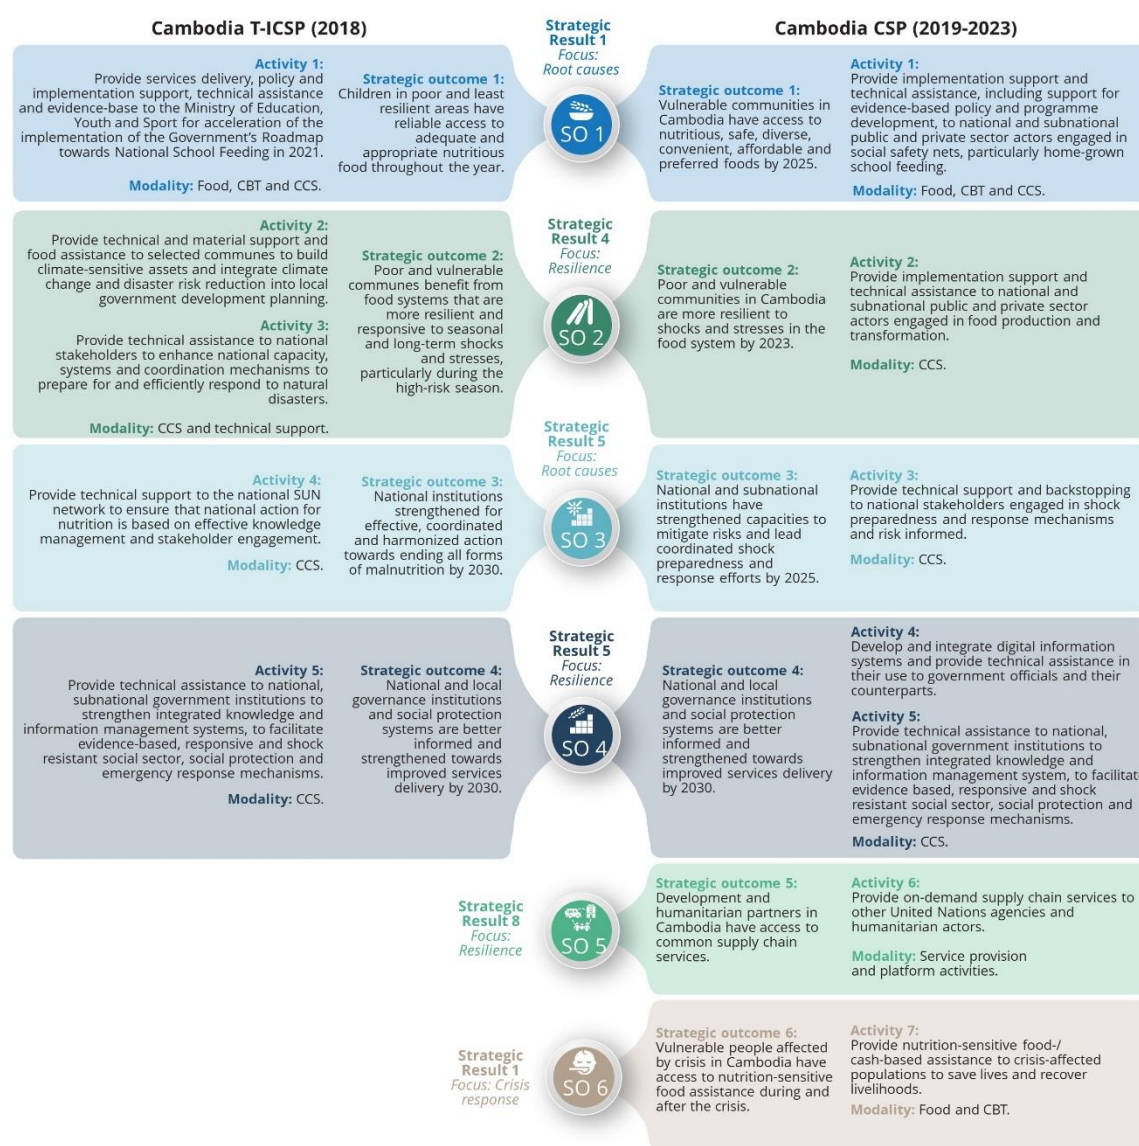 Cambodia T-ICSP (2018)
Cambodia CSP (2019-2023)
Strategic
Result 1
Focus:
Root causes
Activity 1:
Provide services delivery, policy and
implementation support, technical assistance
and evidence-base to the Ministry of Education,
Youth and Sport for acceleration of the
implementation of the Government's Roadmap
towards National School Feeding in 2021.
Modality: Food, CBT and CCS.
Strategic outcome 1:
Children in poor and least
resilient areas have
reliable access to
adequate and
appropriate nutritious
food throughout the year.
SO 1
Strategic outcome 1:
Vulnerable communities in
Cambodia have access to
nutritious, safe, diverse,
convenient, affordable and
preferred foods by 2025.
Activity 1:
Provide implementation support and
technical assistance, including support for
evidence-based policy and programme
development, to national and subnational
public and private sector actors engaged in
social safety nets, particularly home-grown
school feeding.
Modality: Food, CBT and CCS.
Strategic
Result 4
Focus:
Resilience
Activity 2:
Provide technical and material support and
food assistance to selected communes to build
climate-sensitive assets and integrate climate
change and disaster risk reduction into local
government development planning.
Activity 3:
Provide technical assistance to national
stakeholders to enhance national capacity,
systems and coordination mechanisms to
prepare for and efficiently respond to natural
disasters.
Modality: CCS and technical support.
Strategic outcome 2:
Poor and vulnerable
communes benefit from
food systems that are
more resilient and
responsive to seasonal
and long-term shocks
and stresses,
particularly during the
high-risk season.
SO 2
Strategic outcome 2:
Poor and vulnerable
communities in Cambodia
are more resilient to
shocks and stresses in the
food system by 2023.
Activity 2:
Provide implementation support and
technical assistance to national and
subnational public and private sector
actors engaged in food production and
transformation.
Modality: CCS.
Strategic
Result 5
Focus:
Root causes
Activity 4:
Provide technical support to the national SUN
network to ensure that national action for
nutrition is based on effective knowledge
management and stakeholder engagement.
Modality: CCS.
Strategic outcome 3:
National institutions
strengthened for
effective, coordinated
and harmonized action
towards ending all forms
of malnutrition by 2030.
SO 3
Strategic outcome 3:
National and subnational
institutions have
strengthened capacities to
mitigate risks and lead
coordinated shock
preparedness and
response efforts by 2025.
Activity 3:
Provide technical support and backstopping
to national stakeholders engaged in shock
preparedness and response mechanisms
and risk informed.
Modality: CCS.
Strategic
Result 5
Focus:
Resilience
Activity 5:
Provide technical assistance to national,
subnational government institutions to
strengthen integrated knowledge and
information management systems, to facilitate
evidence-based, responsive and shock
resistant social sector, social protection and
emergency response mechanisms.
Modality: CCS.
Strategic outcome 4:
National and local
governance institutions
and social protection
systems are better
informed and
strengthened towards
improved services
delivery by 2030.
SO 4
Strategic outcome 4:
National and local
governance institutions
and social protection
systems are better
informed and
strengthened towards
improved services delivery
by 2030.
Activity 4:
Develop and integrate digital information
systems and provide technical assistance in
their use to government officials and their
counterparts.
Activity 5:
Provide technical assistance to national,
subnational government institutions to
strengthen integrated knowledge and
information management system, to facilitat
evidence based, responsive and shock
resistant social sector, social protection and
emergency response mechanisms.
Modality: CCS.
Strategic
Result 8
Focus:
Resilience
SO 5
Strategic outcome 5:
Development and
humanitarian partners in
Cambodia have access to
common supply chain
services.
Activity 6:
Provide on-demand supply chain services to
other United Nations agencies and
humanitarian actors.
Modality: Service provision
and platform activities.
Strategic
Result 1
Focus: Crisis
response
SO 6
Strategic outcome 6:
Vulnerable people affected
by crisis in Cambodia have
access to nutrition-sensitive
food assistance during and
after the crisis.
Activity 7:
Provide nutrition-sensitive food-/
cash-based assistance to crisis-affected
populations to save lives and recover
livelihoods.
Modality: Food and CBT.